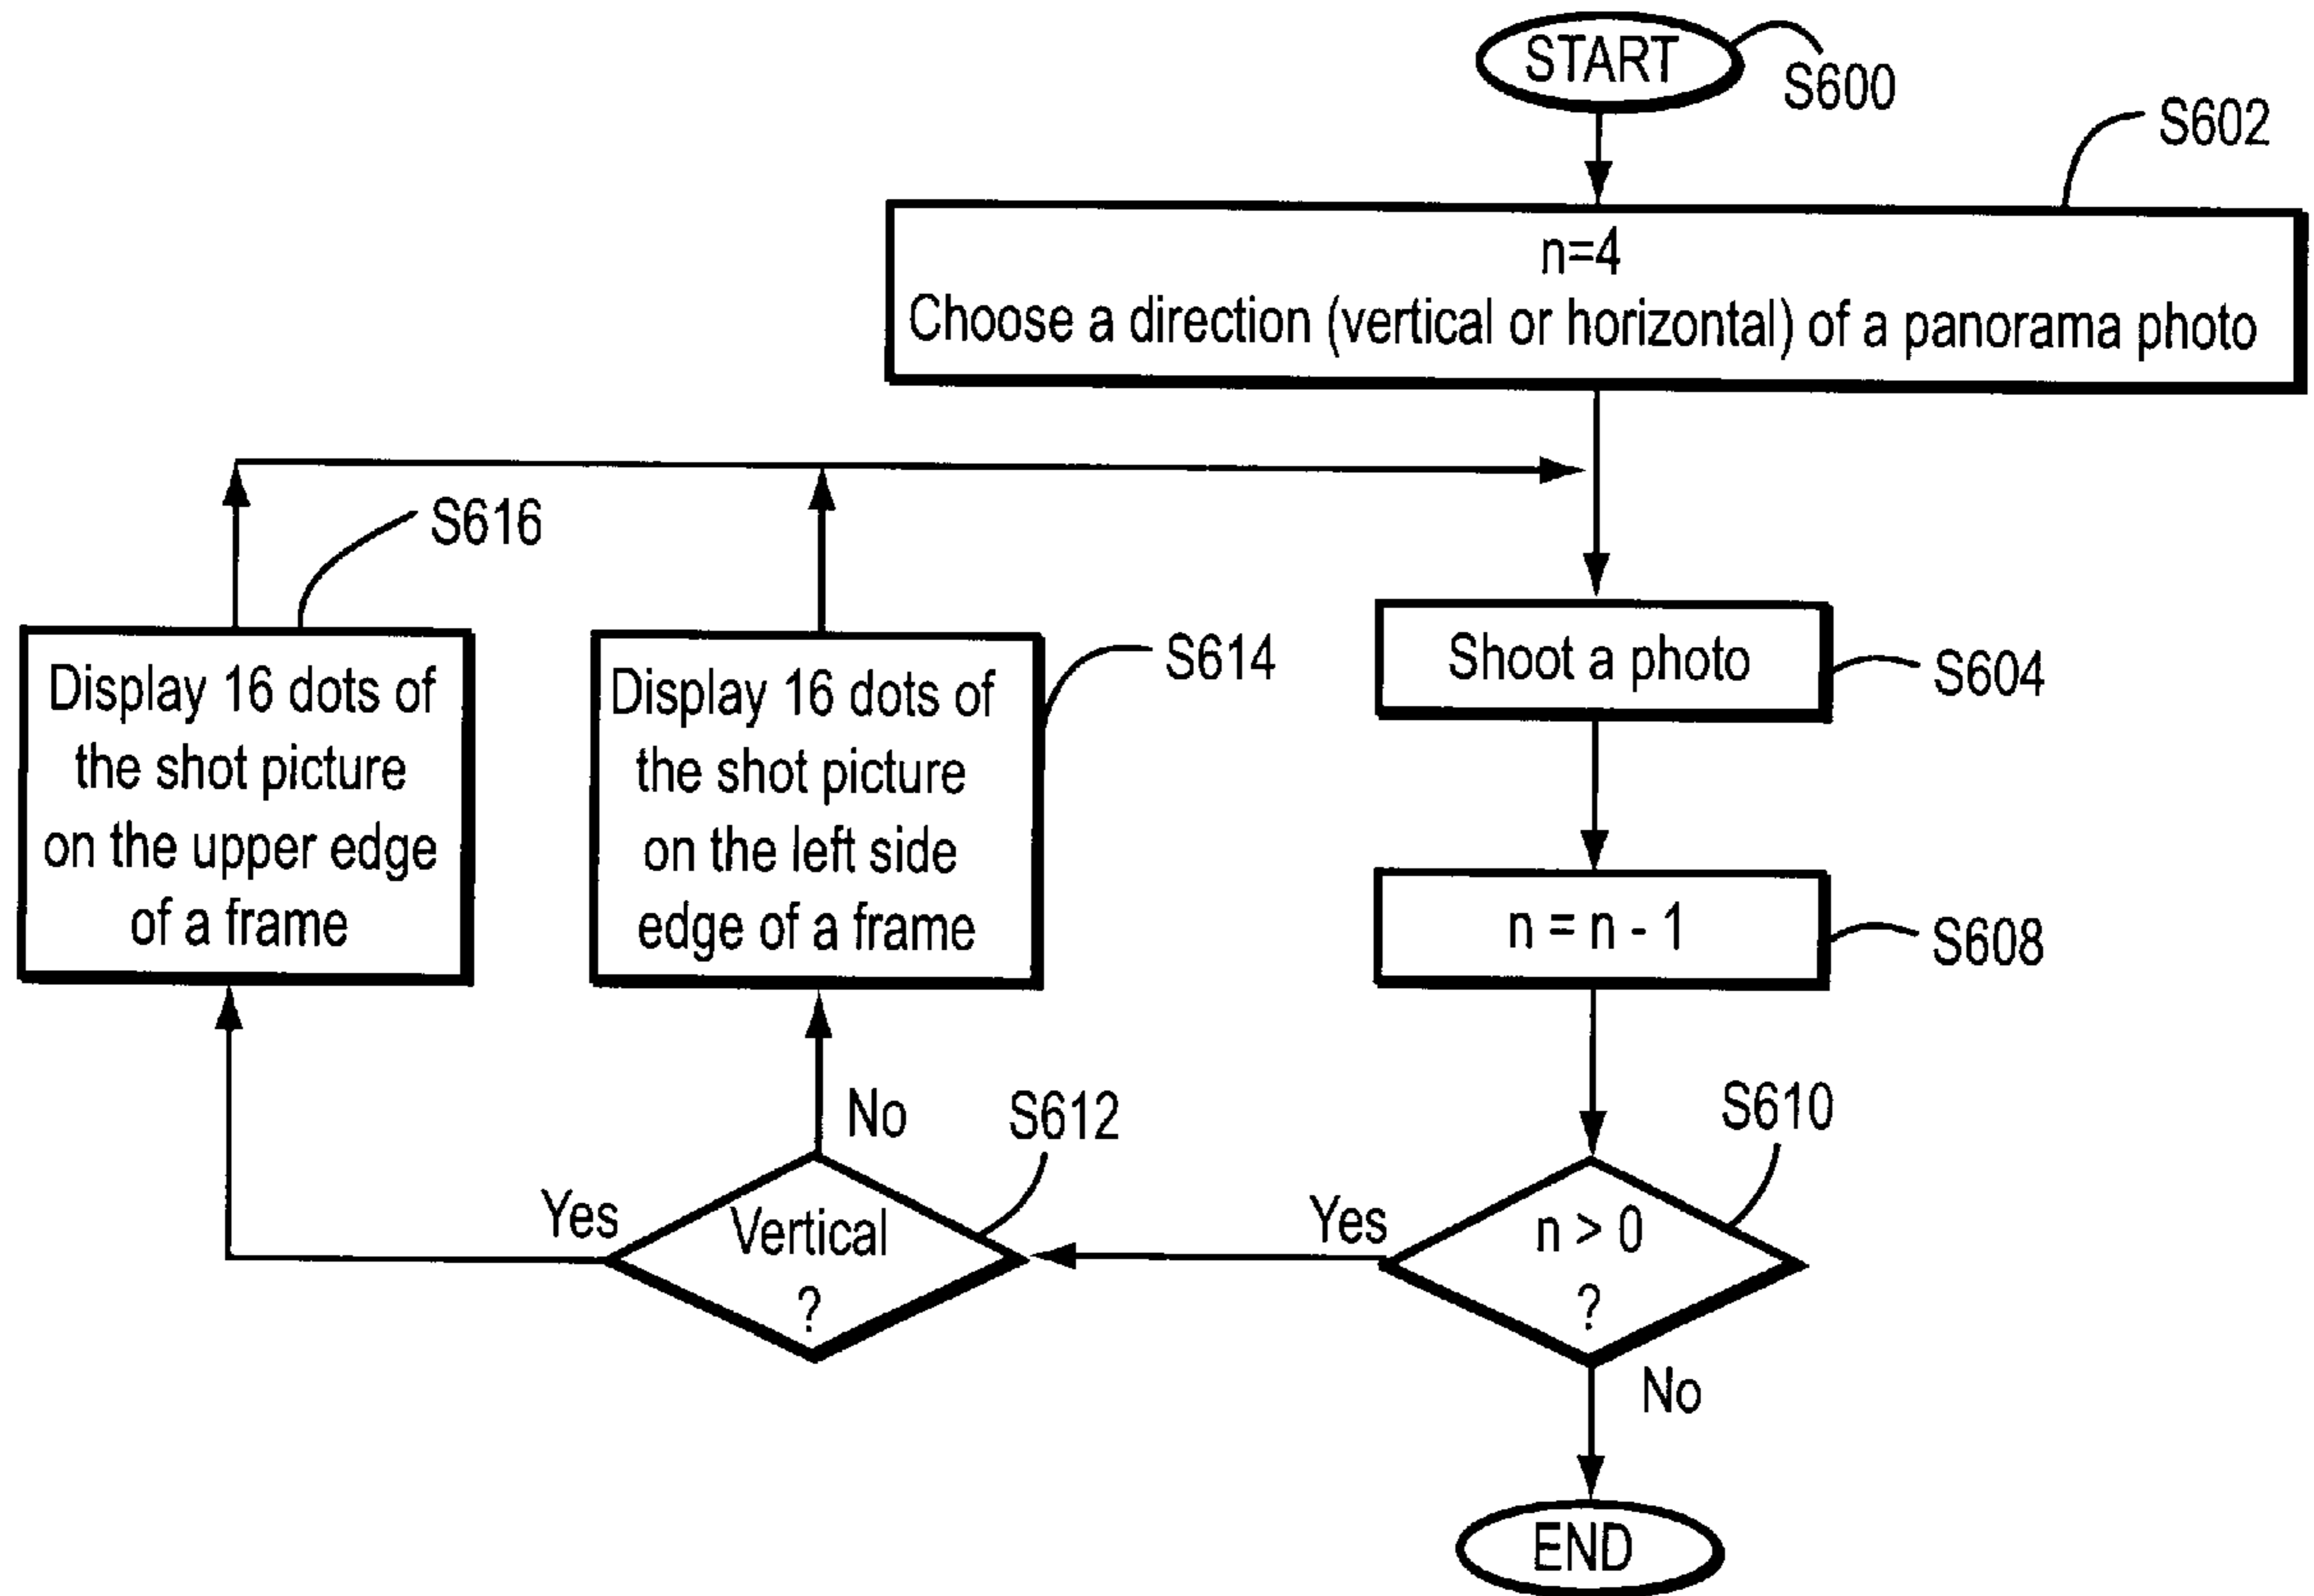 START
S600
S602
n=4
Choose a direction (vertical or horizontal) of a panorama photo
S616
Display 16 dots of
the shot picture
on the upper edge
of a frame
S614
Display 16 dots of
the shot picture
on the left side
edge of a frame
Shoot a photo
S604
n = n - 1
S608
No
S612
S610
Yes
Vertical
?
Yes
n > 0
?
No
END